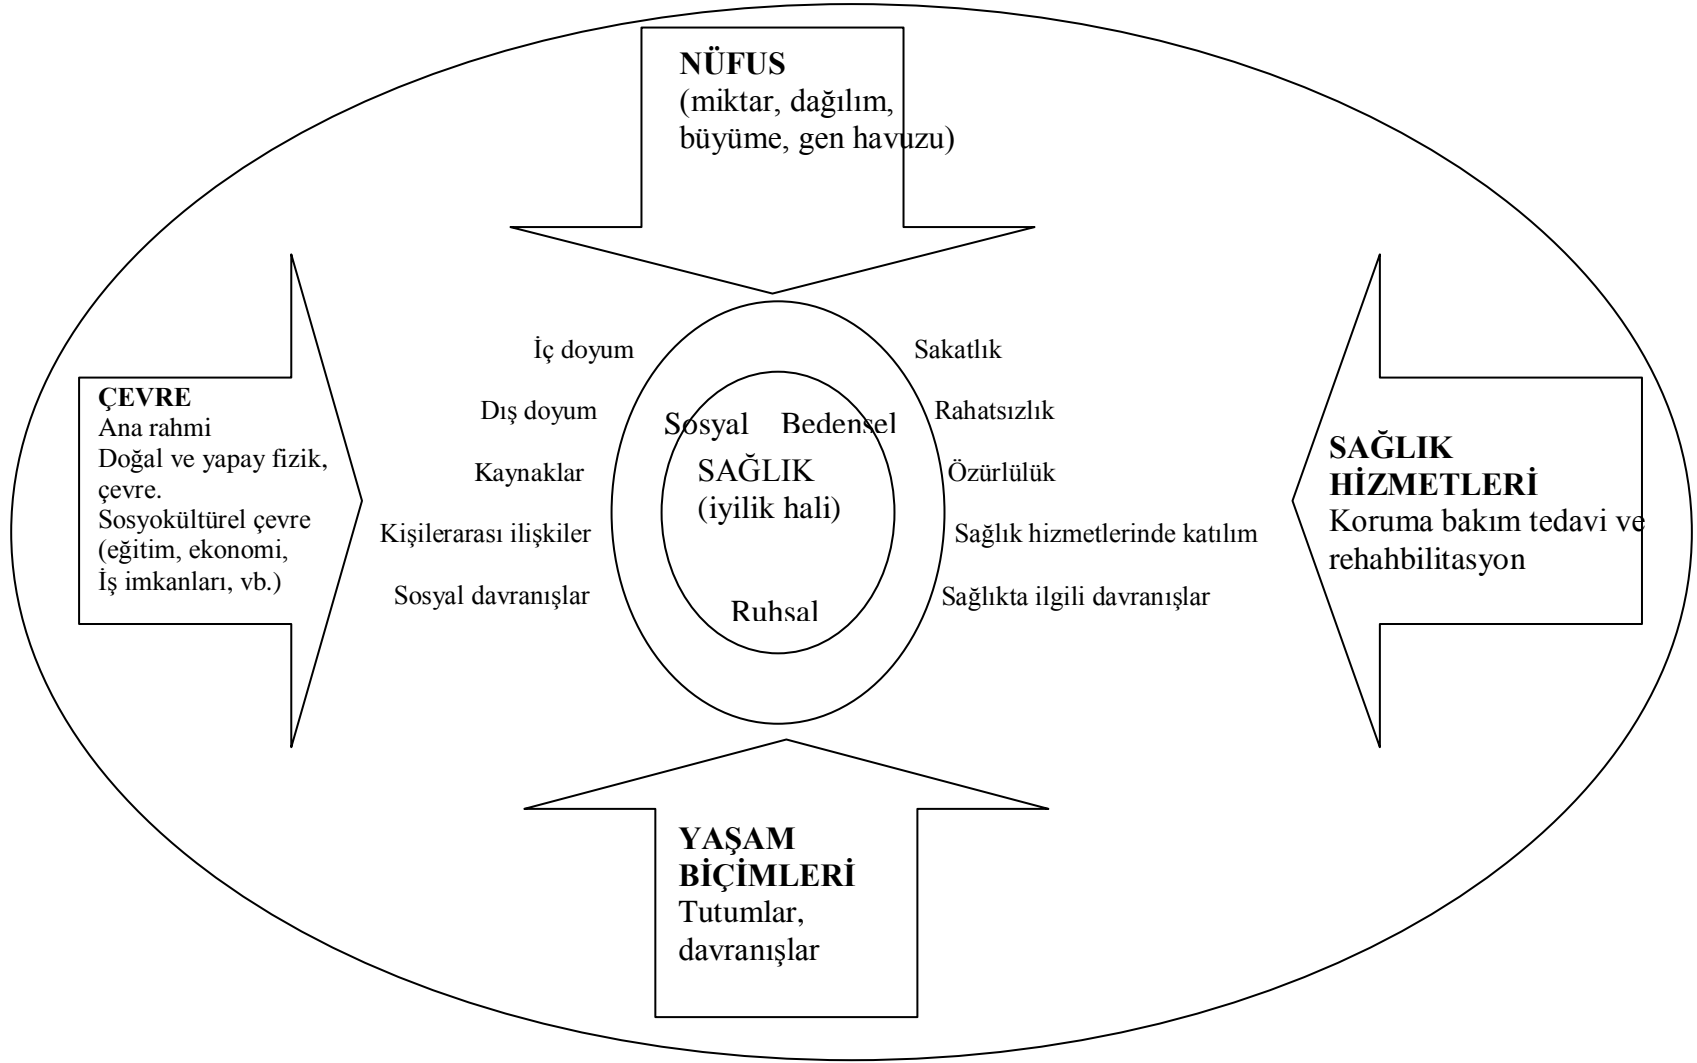 NÜFUS
(miktar, dağılım,
büyüme, gen havuzu)
İç doyum
Dış doyum
Kaynaklar
Kişilerarası ilişkiler
Sosyal davranışlar
Sakatlık
Rahatsızlık
Özürlülük
Sağlık hizmetlerinde katılım
Sağlıkta ilgili davranışlar
Sosyal Bedensel
SAĞLIK
(iyilik hali)
Ruhsal
ÇEVRE
Ana rahmi
Doğal ve yapay fizik,
çevre.
Sosyokültürel çevre
(eğitim, ekonomi,
İş imkanları, vb.)
SAĞLIK
HİZMETLERİ
Koruma bakım tedavi ve
rehahbilitasyon
YAŞAM
BİÇİMLERİ
Tutumlar,
davranışlar